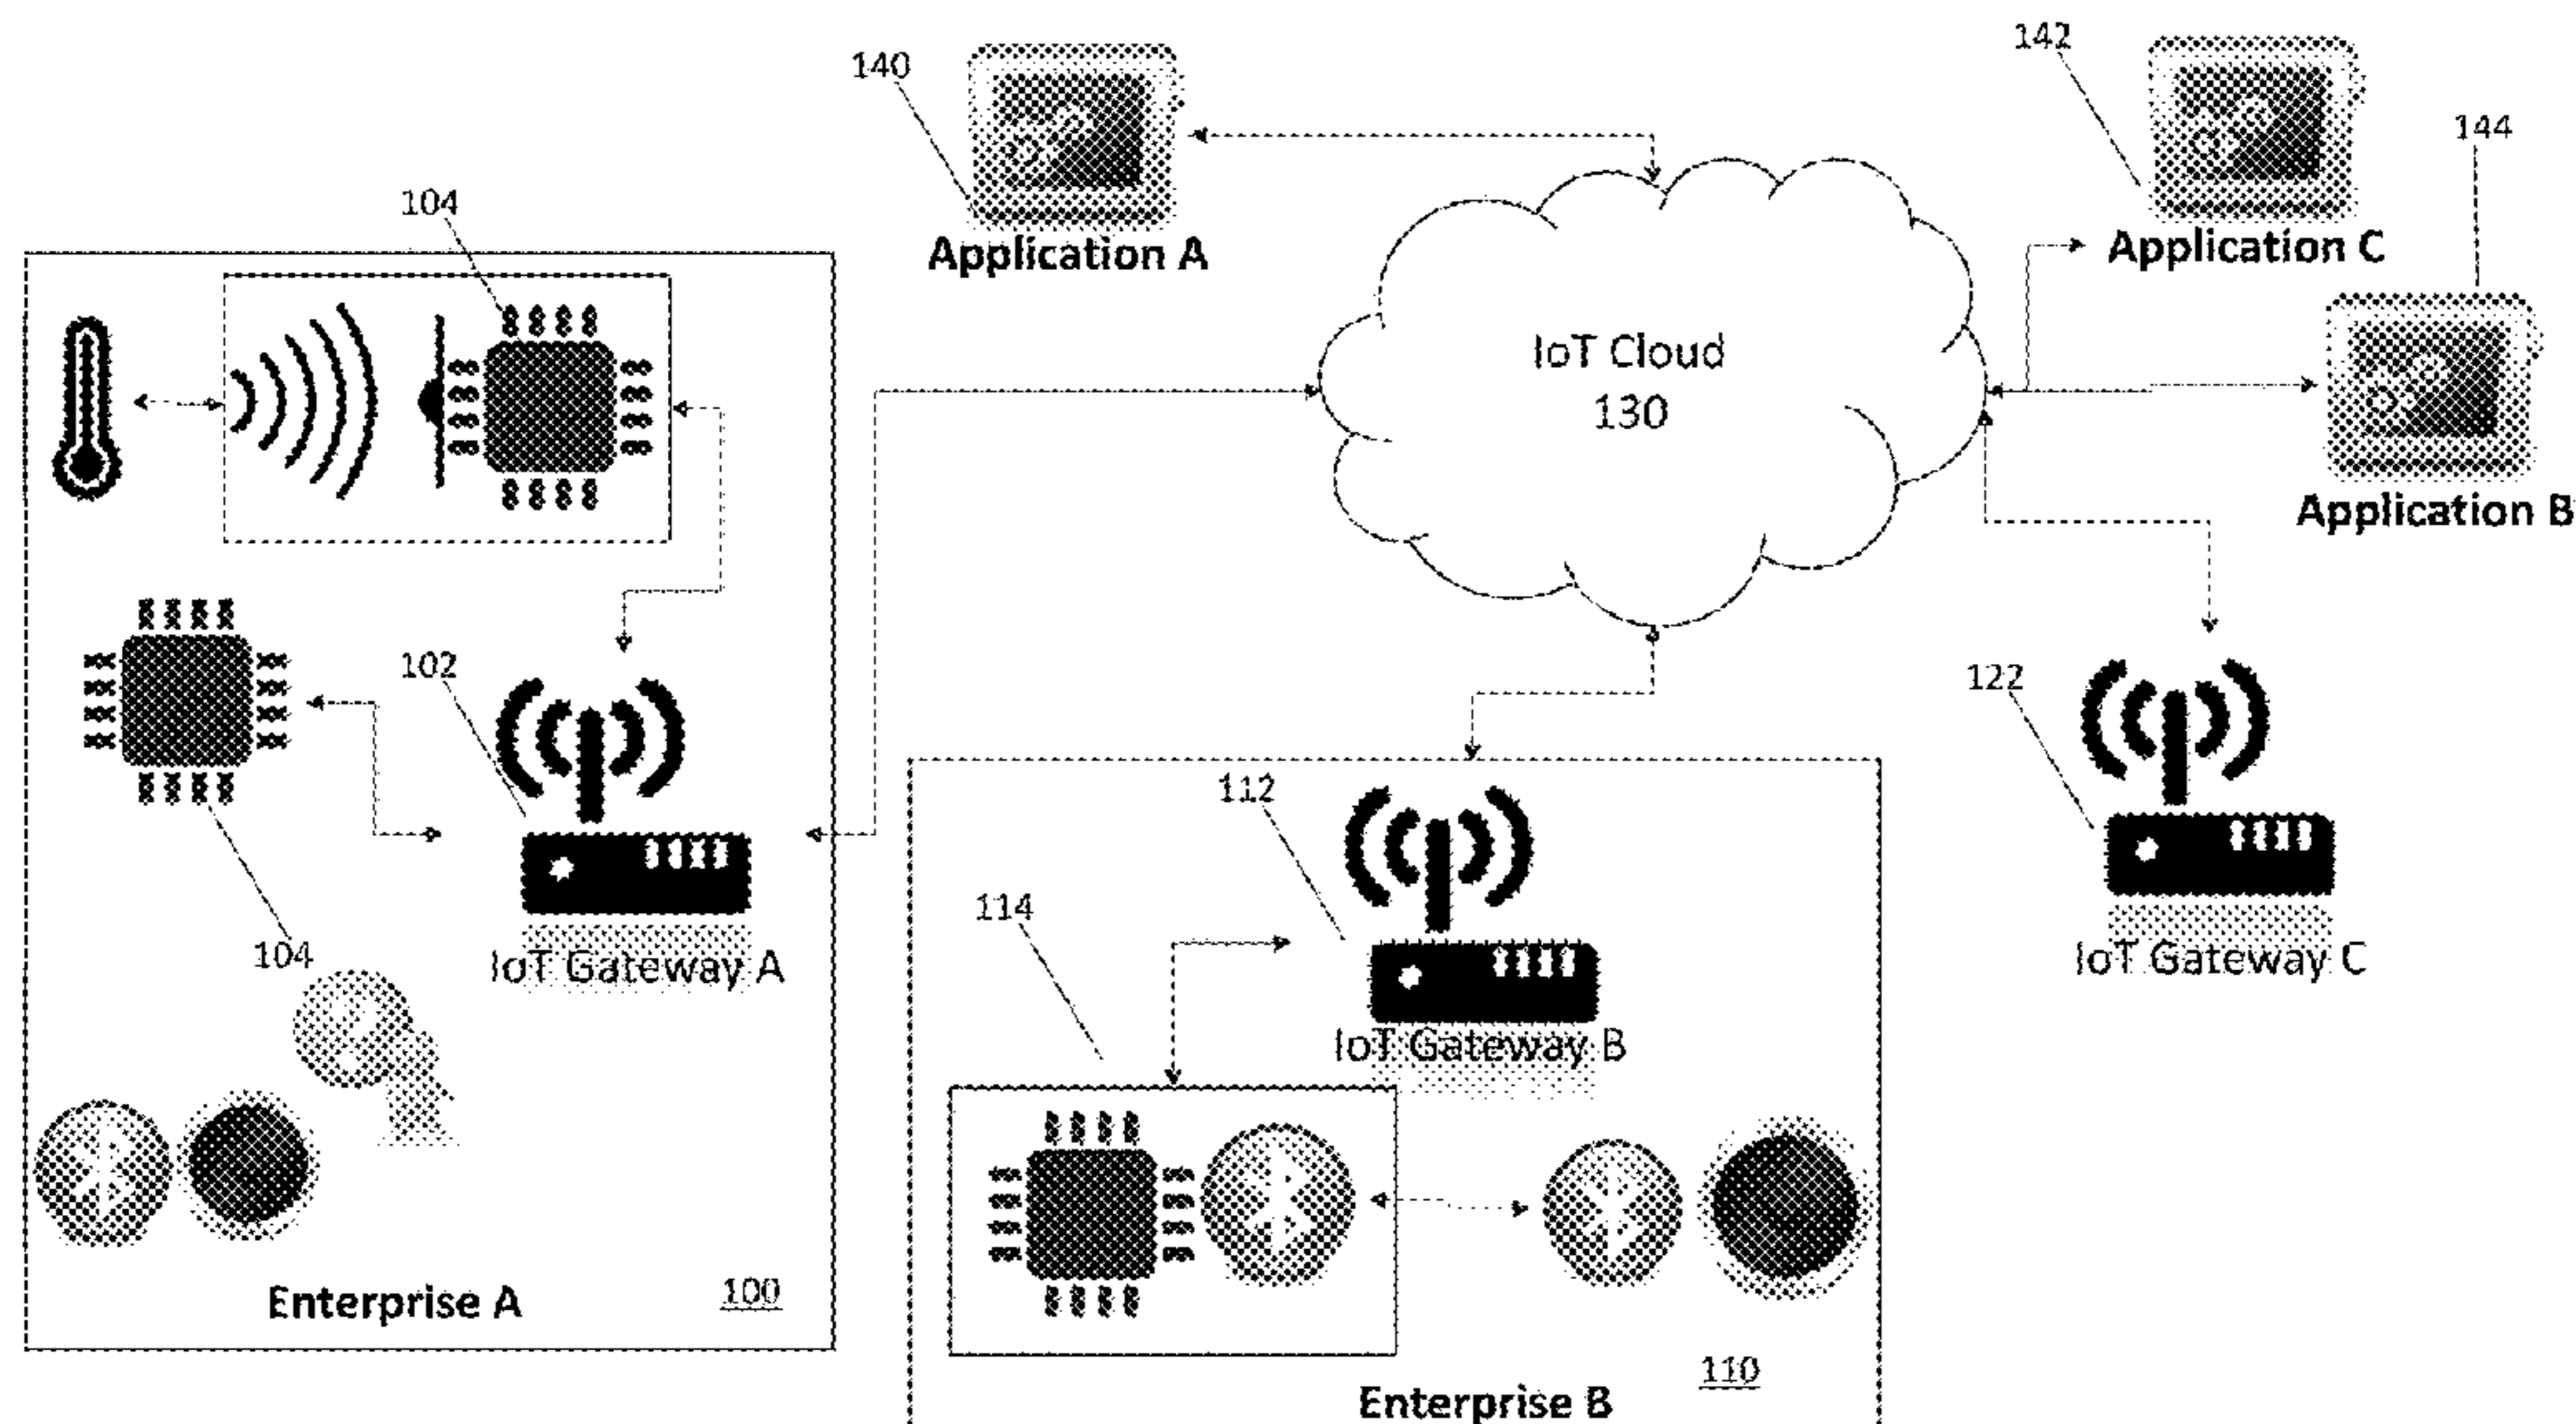 142
140
144
104
Application A
Application C
IoT Cloud
130
Application B
102
122
112
114
104
IoT Gateway A
IoT Gateway C
IoT Gateway B
Enterprise A
100
110
Enterprise B